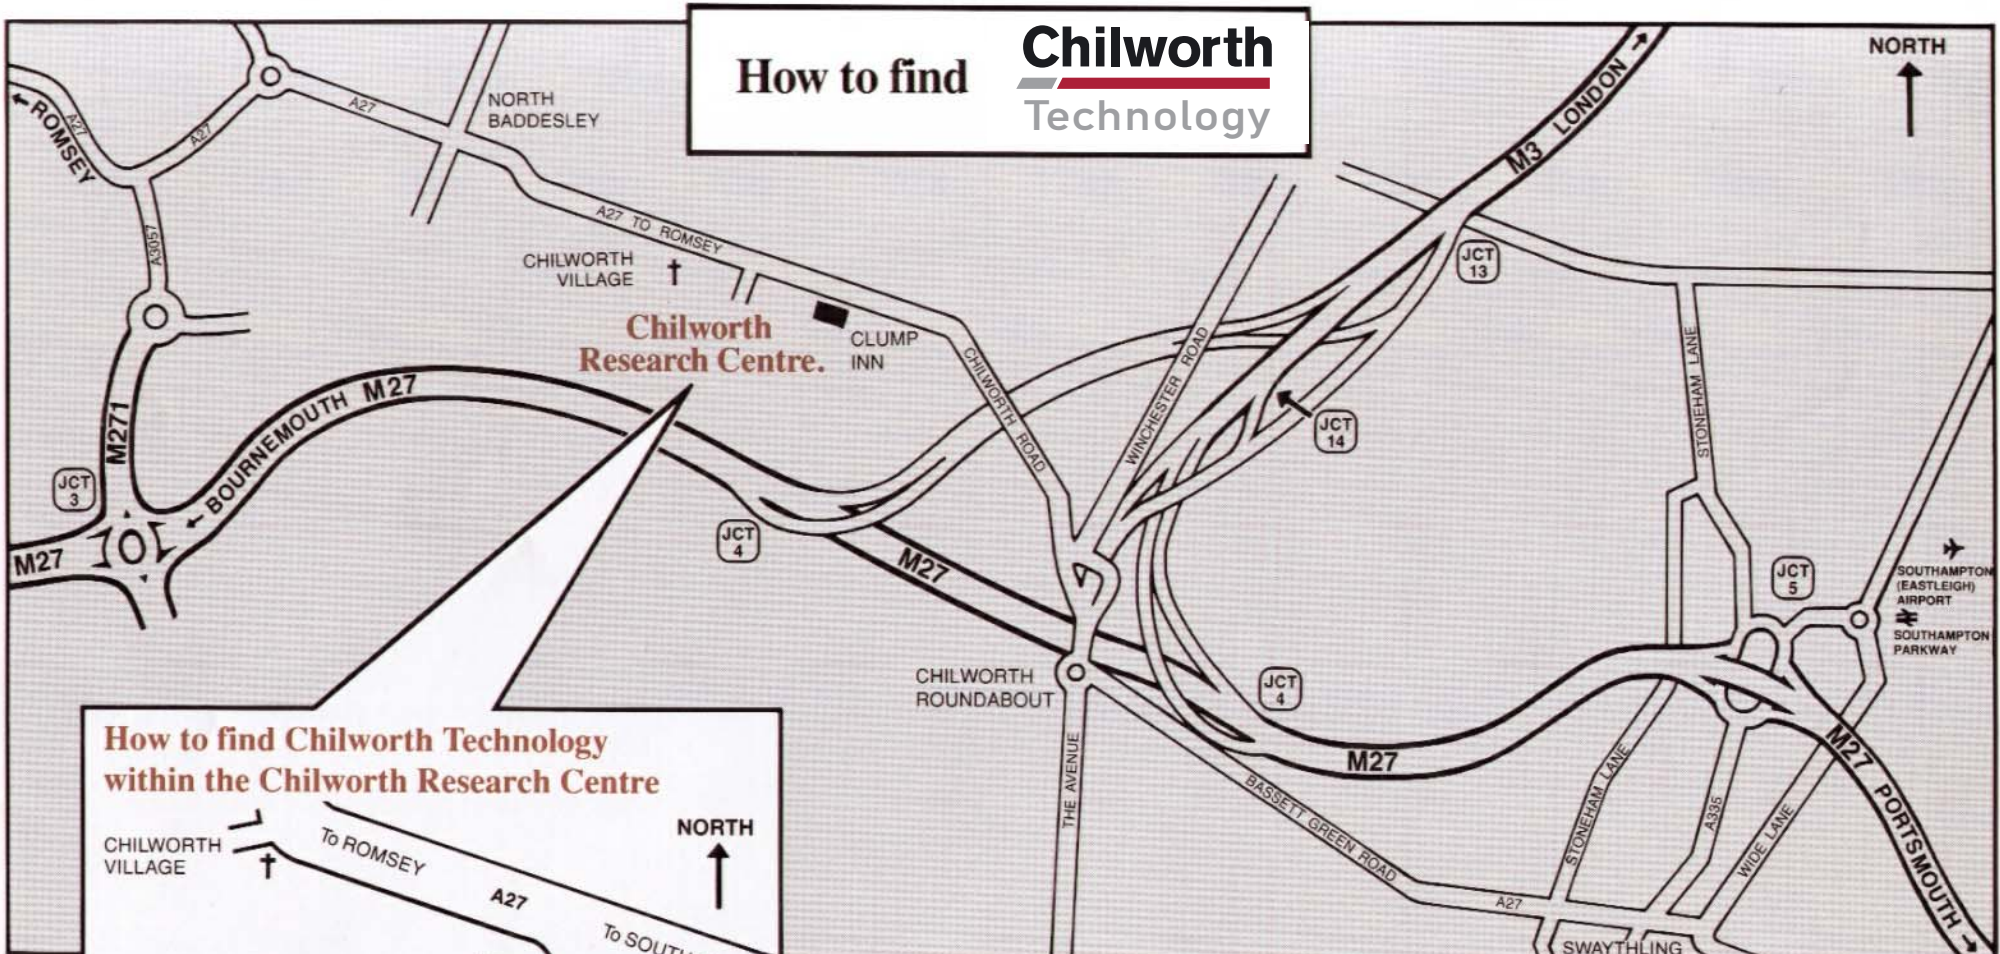 How to find
Chilworth
Technology
NORTH
← ROMSEY
A27
A27
A27
NORTH
BADDESLEY
A3057
A27 TO ROMSEY
CHILWORTH
VILLAGE
Chilworth
Research Centre.
CLUMP
INN
CHILWORTH ROAD
WINCHESTER ROAD
M3 LONDON →
JCT
13
JCT
14
STONEHAM LANE
M271
JCT
3
M27
← BOURNEMOUTH M27
JCT
4
M27
CHILWORTH
ROUNDABOUT
JCT
4
M27
JCT
5
SOUTHAMPTON
(EASTLEIGH)
AIRPORT
SOUTHAMPTON
PARKWAY
THE AVENUE
BASSETT GREEN ROAD
STONEHAM LANE
A335
WIDE LANE
M27 PORTSMOUTH →
A27
SWAYTHLING
How to find Chilworth Technology
within the Chilworth Research Centre
CHILWORTH
VILLAGE
To ROMSEY
A27
To SOUTH
NORTH